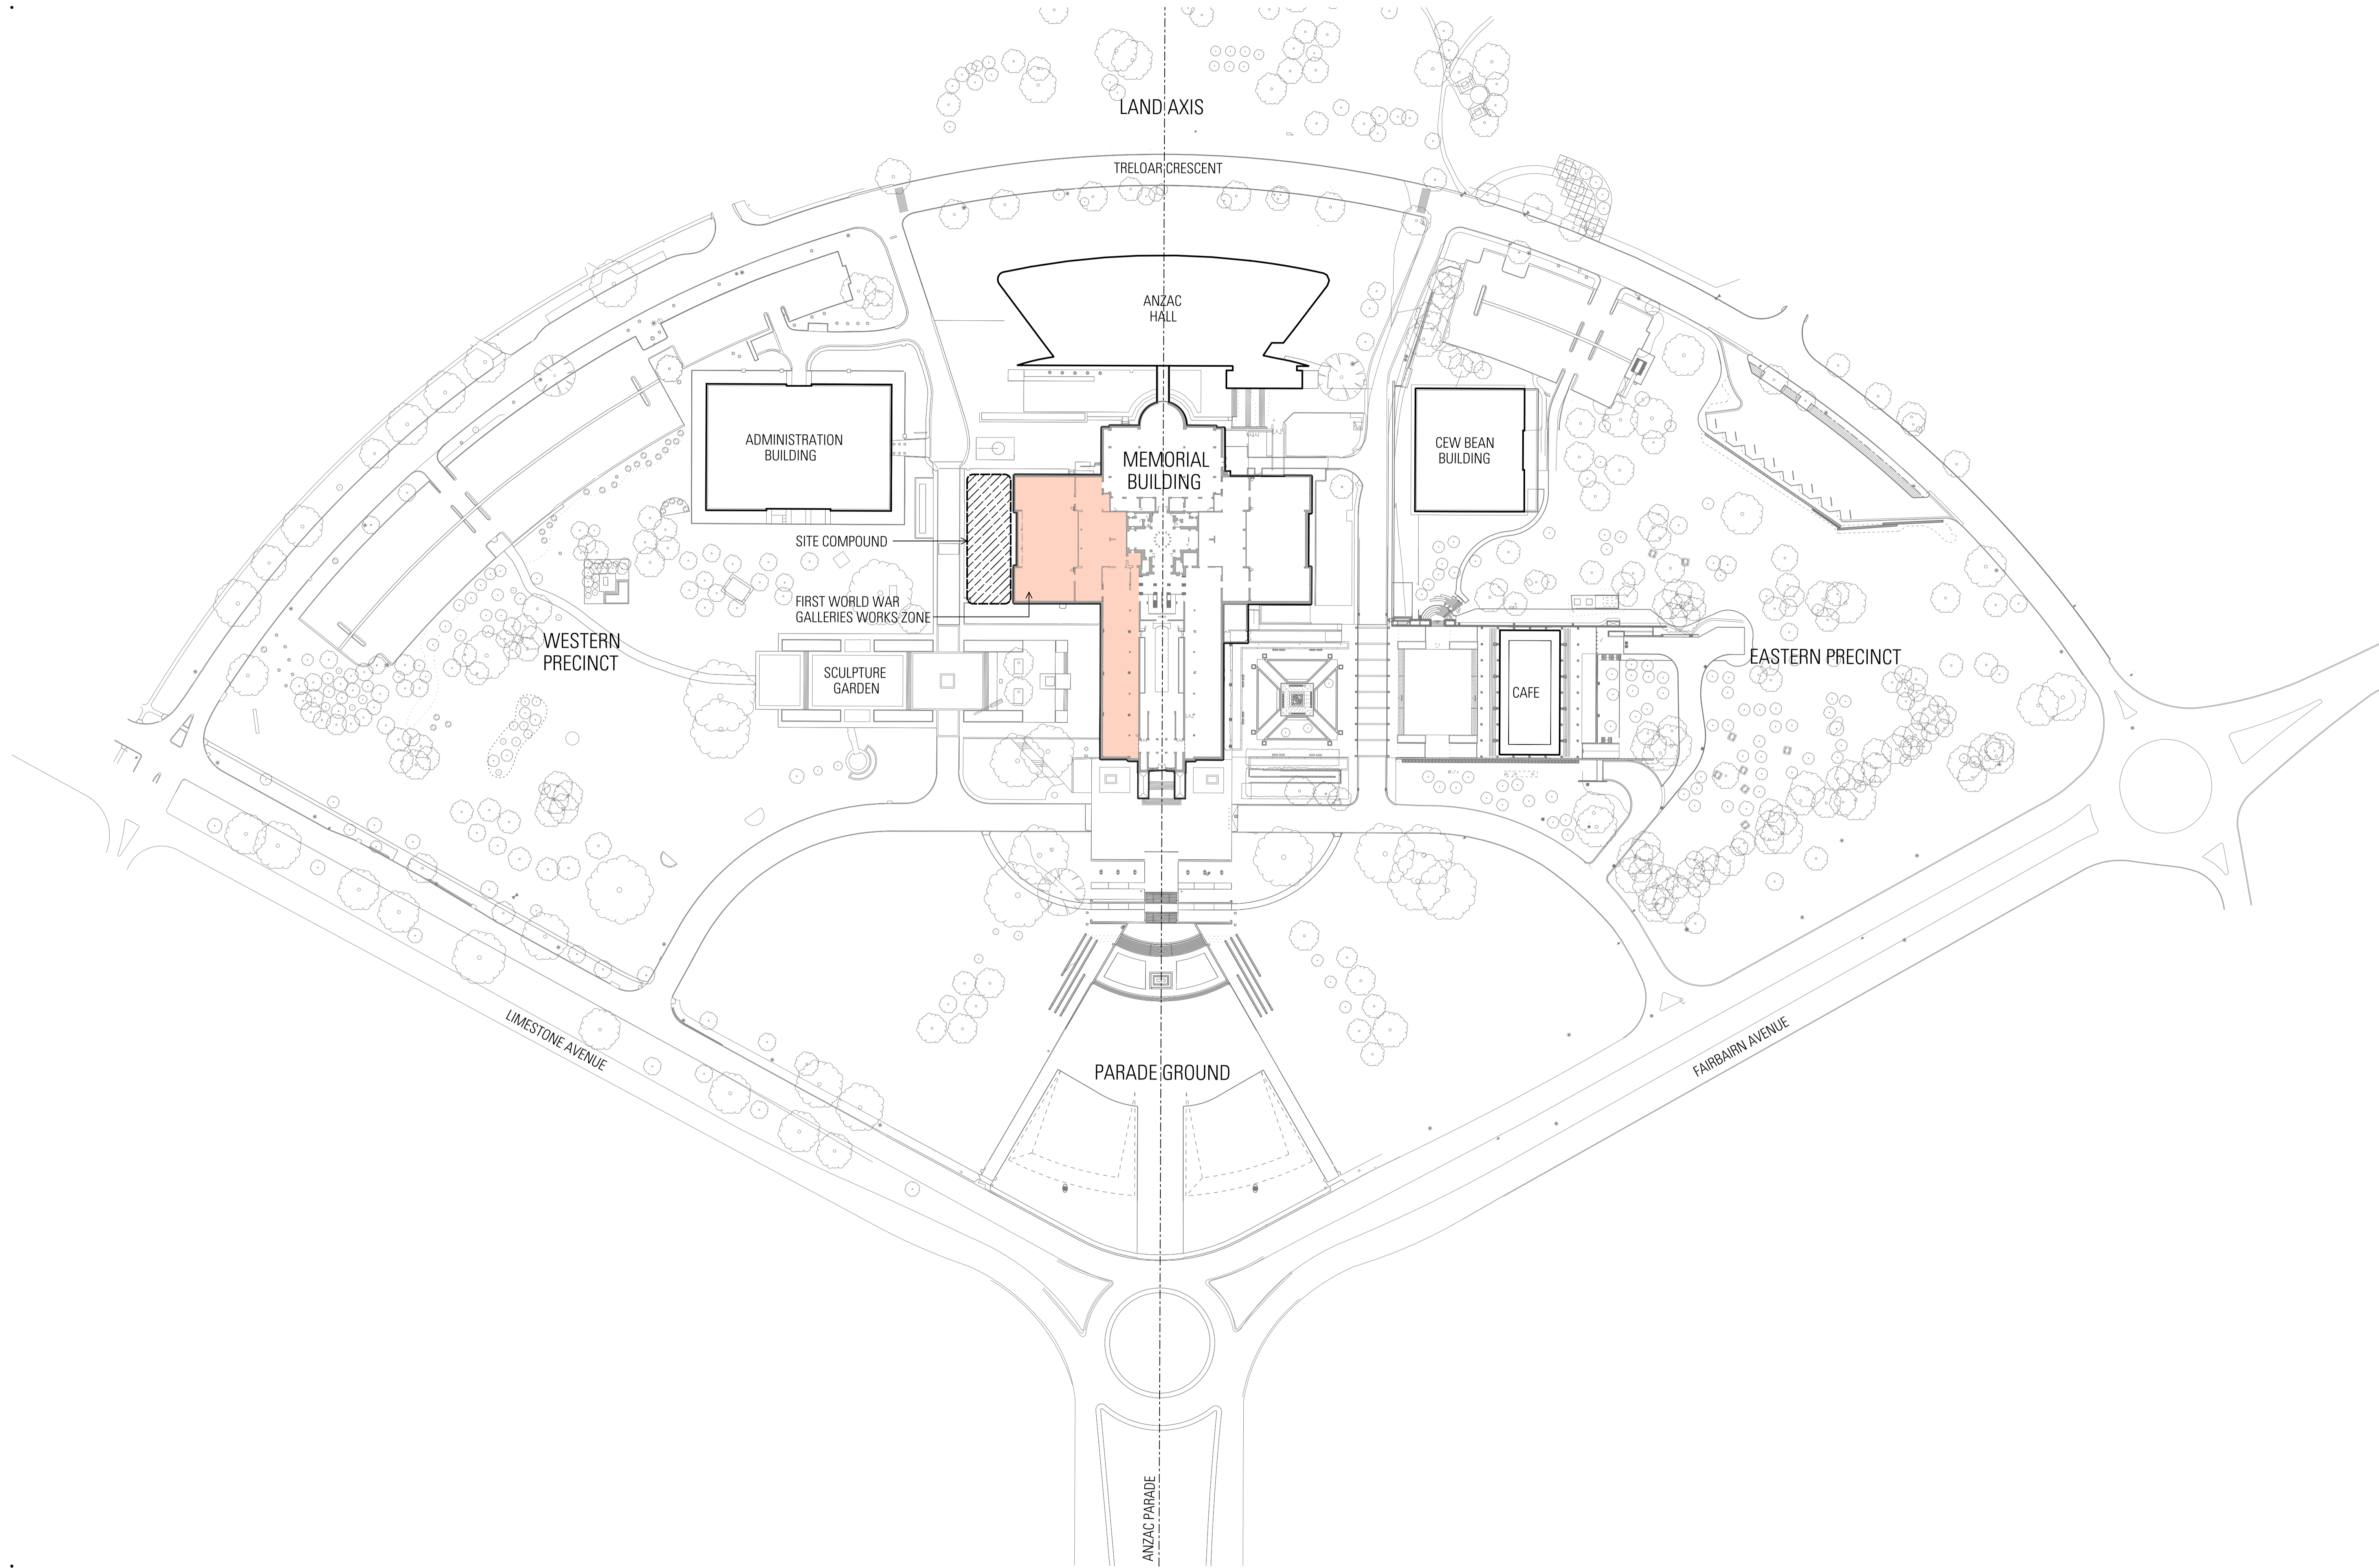 LAND AXIS
TRELOAR CRESCENT
ANZAC
HALL
ADMINISTRATION
BUILDING
MEMORIAL
BUILDING
CEW BEAN
BUILDING
SITE COMPOUND
FIRST WORLD WAR
GALLERIES WORKS ZONE
WESTERN
PRECINCT
SCULPTURE
GARDEN
CAFE
EASTERN PRECINCT
LIMESTONE AVENUE
FAIRBAIRN AVENUE
PARADE GROUND
ANZAC PARADE